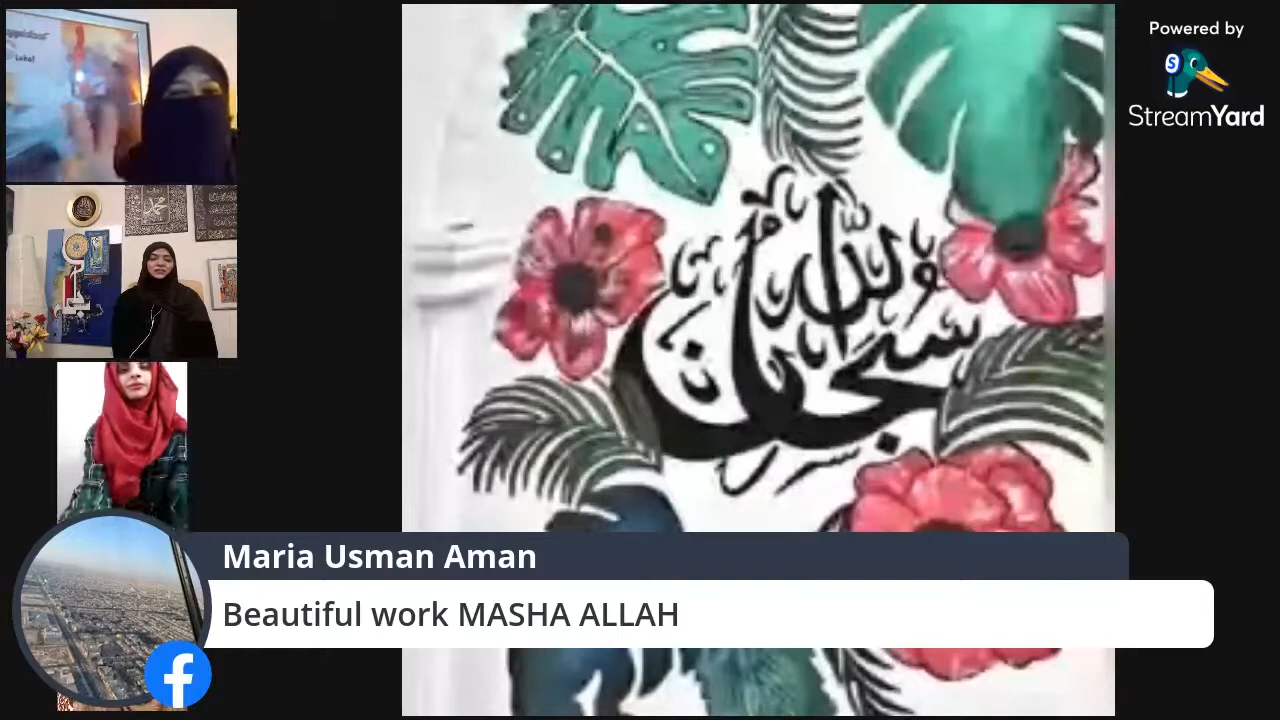 Powered by
StreamYard
سبحان الله
Maria Usman Aman
Beautiful work MASHA ALLAH